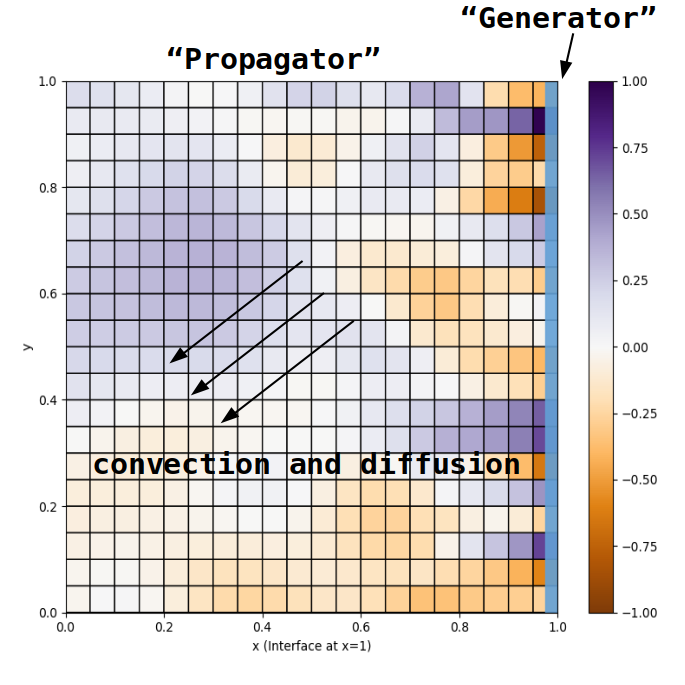 “Generator”
“Propagator”
1.0
0.8
0.6
0.4
0.2
0.0
y
convection and diffusion
0.0 0.2 0.4 0.6 0.8 1.0
x (Interface at x=1)
1.00
0.75
0.50
0.25
0.00
−0.25
−0.50
−0.75
−1.00